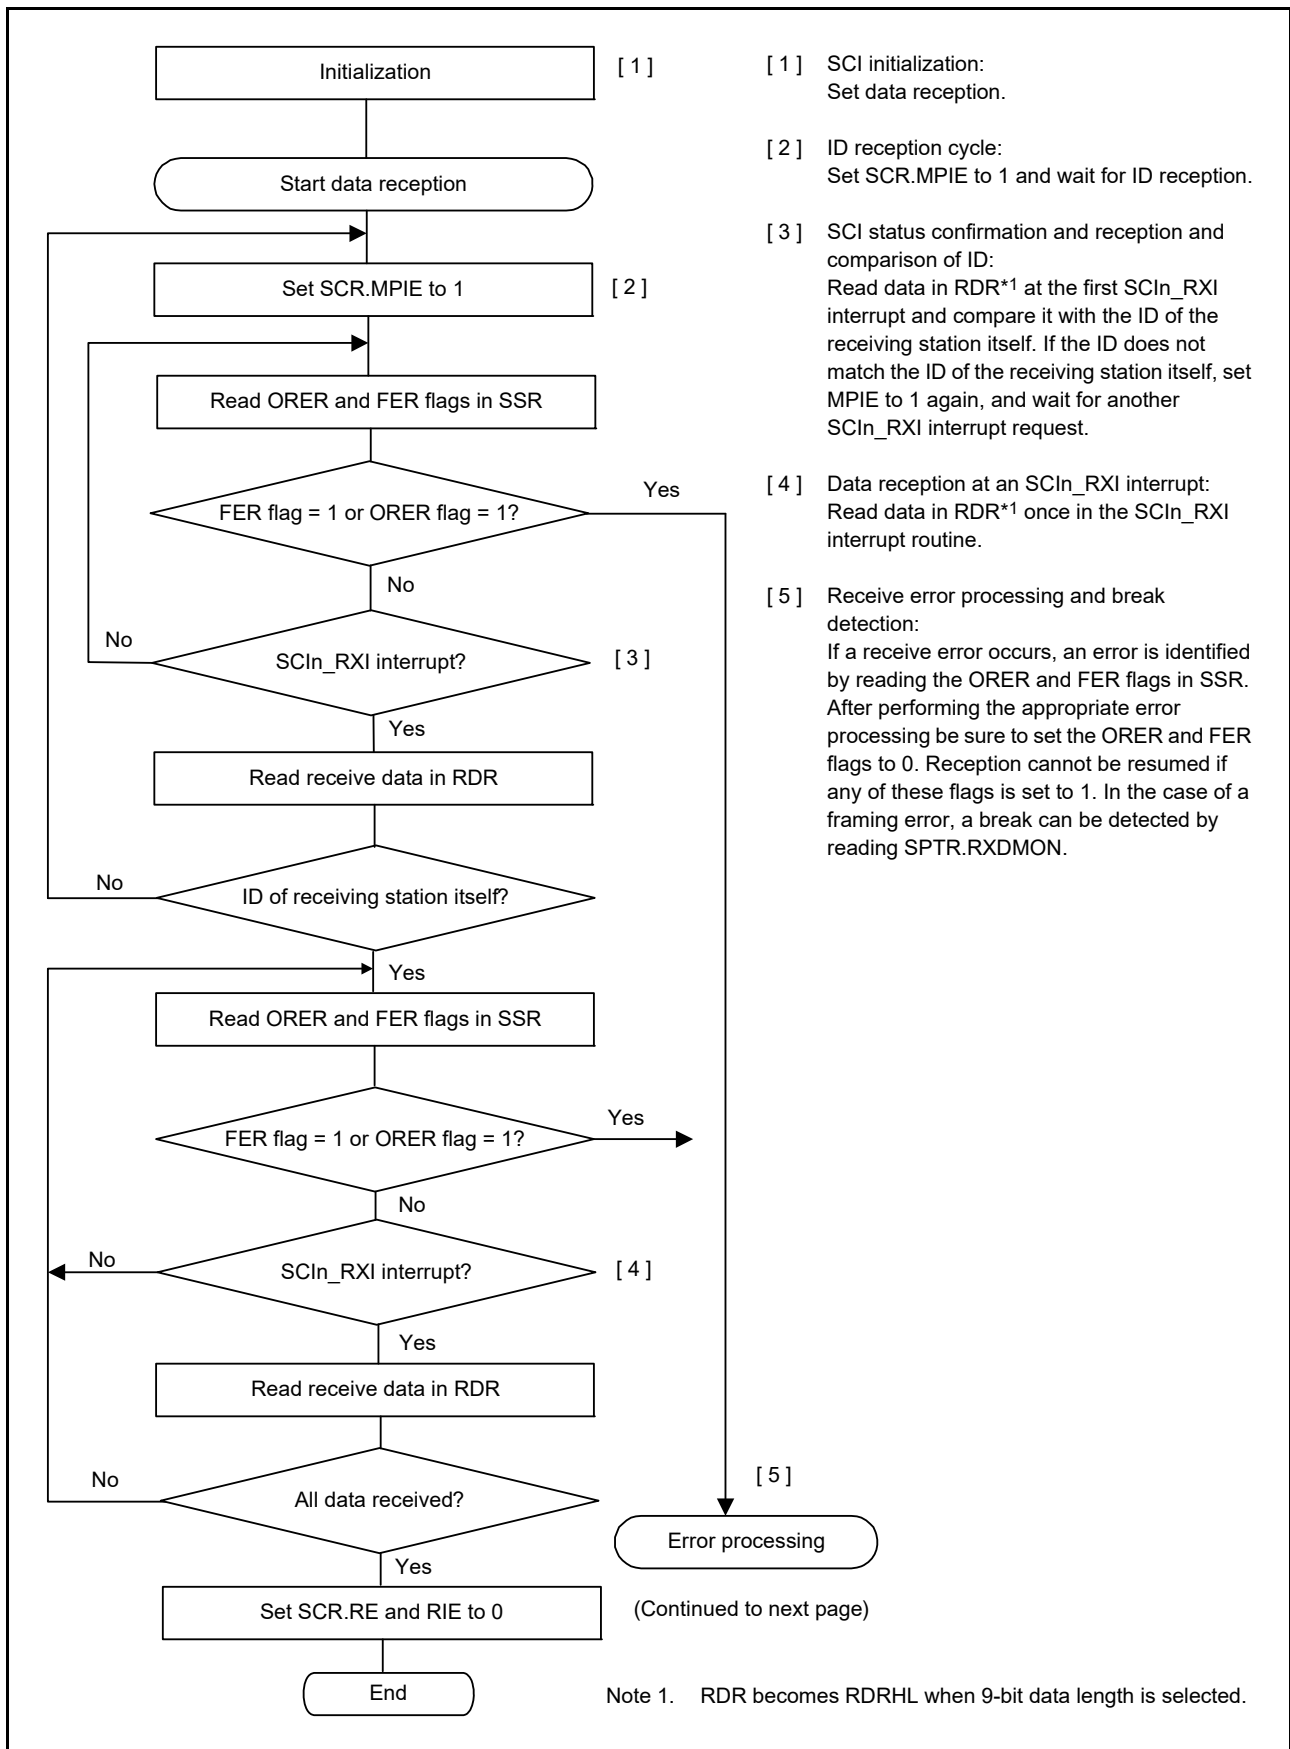 Initialization
[ 1 ]
Start data reception
Set SCR.MPIE to 1
[ 2 ]
Read ORER and FER flags in SSR
FER flag = 1 or ORER flag = 1?
Yes
No
SCIn_RXI interrupt?
No
[ 3 ]
Yes
Read receive data in RDR
ID of receiving station itself?
No
Yes
Read ORER and FER flags in SSR
FER flag = 1 or ORER flag = 1?
Yes
No
SCIn_RXI interrupt?
No
[ 4 ]
Yes
Read receive data in RDR
All data received?
No
Yes
Set SCR.RE and RIE to 0
End
[ 5 ]
Error processing
(Continued to next page)
[ 1 ] SCI initialization:
Set data reception.
[ 2 ] ID reception cycle:
Set SCR.MPIE to 1 and wait for ID reception.
[ 3 ] SCI status confirmation and reception and
comparison of ID:
Read data in RDR*1 at the first SCIn_RXI
interrupt and compare it with the ID of the
receiving station itself. If the ID does not
match the ID of the receiving station itself, set
MPIE to 1 again, and wait for another
SCIn_RXI interrupt request.
[ 4 ] Data reception at an SCIn_RXI interrupt:
Read data in RDR*1 once in the SCIn_RXI
interrupt routine.
[ 5 ] Receive error processing and break
detection:
If a receive error occurs, an error is identified
by reading the ORER and FER flags in SSR.
After performing the appropriate error
processing be sure to set the ORER and FER
flags to 0. Reception cannot be resumed if
any of these flags is set to 1. In the case of a
framing error, a break can be detected by
reading SPTR.RXDMON.
Note 1. RDR becomes RDRHL when 9-bit data length is selected.